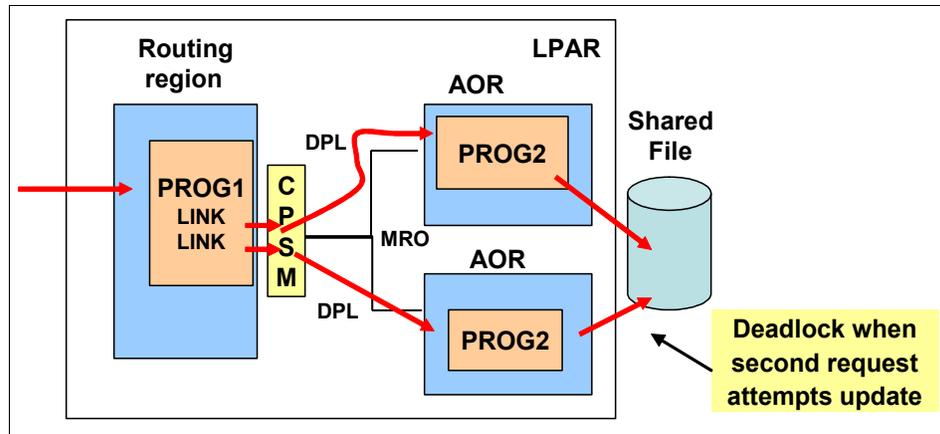 Routing
region
LPAR
AOR
Shared
File
DPL
PROG2
PROG1
LINK
LINK
C
P
S
M
MRO
AOR
DPL
PROG2
Deadlock when
second request
attempts update